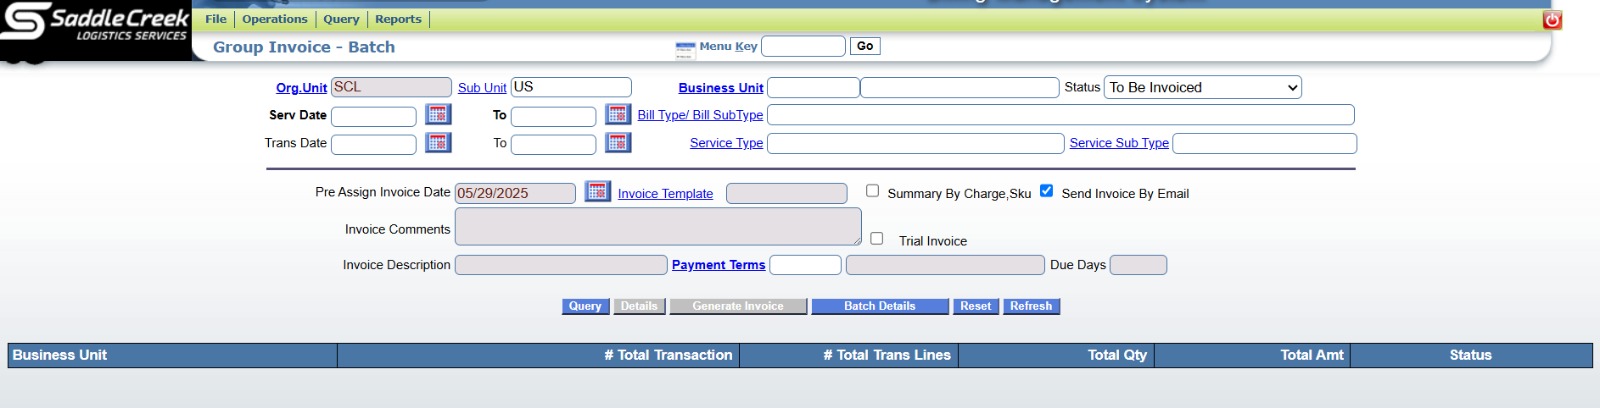 SaddleCreek
LOGISTICS SERVICES
File Operations Query Reports
Group Invoice - Batch Menu Key Go
Org.Unit SCL Sub Unit US Business Unit Status To Be Invoiced
Serv Date To Bill Type/ Bill SubType
Trans Date To Service Type Service Sub Type
Pre Assign Invoice Date 05/29/2025 Invoice Template Summary By Charge,Sku Send Invoice By Email
Invoice Comments Trial Invoice
Invoice Description Payment Terms Due Days
Query Details Generate Invoice Batch Details Reset Refresh
Business Unit # Total Transaction # Total Trans Lines Total Qty Total Amt Status